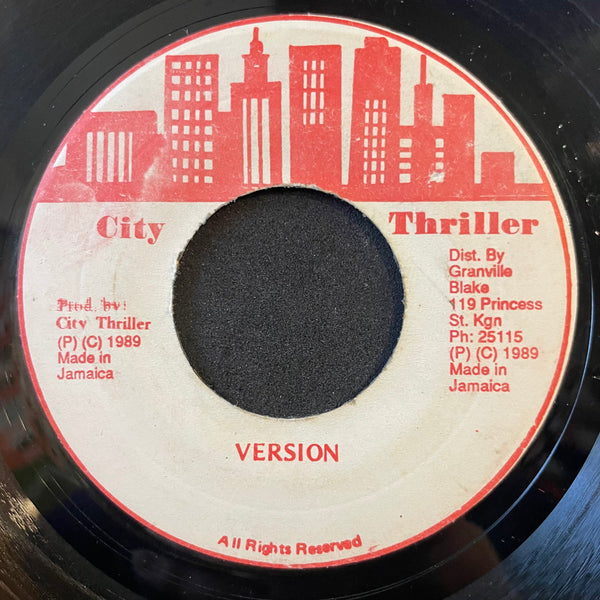 City Thriller
Prod. by:
City Thriller
(P) (C) 1989
Made in
Jamaica
Dist. By
Granville
Blake
119 Princess
St. Kgn
Ph: 25115
(P) (C) 1989
Made in
Jamaica
VERSION
All Rights Reserved